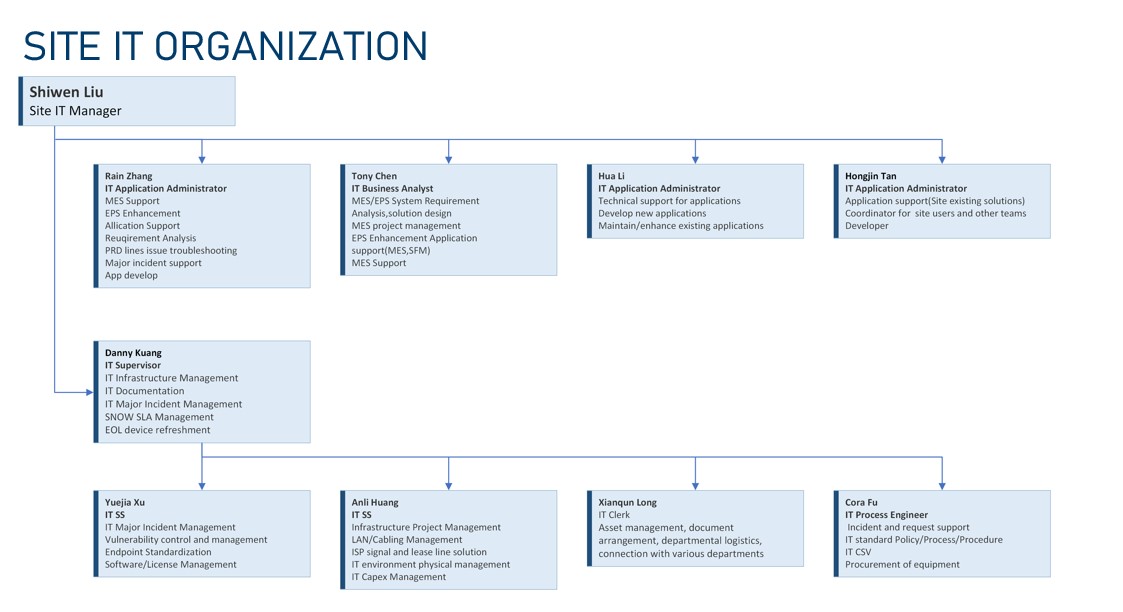 SITE IT ORGANIZATION
Shiwen Liu
Site IT Manager
Rain Zhang
IT Application Administrator
MES Support
EPS Enhancement
Allication Support
Reuqirement Analysis
PRD lines issue troubleshooting
Major incident support
App develop
Tony Chen
IT Business Analyst
MES/EPS System Requirement
Analysis,solution design
MES project management
EPS Enhancement Application
support(MES,SFM)
MES Support
Hua Li
IT Application Administrator
Technical support for applications
Develop new applications
Maintain/enhance existing applications
Hongjin Tan
IT Application Administrator
Application support(Site existing solutions)
Coordinator for  site users and other teams
Developer
Danny Kuang
IT Supervisor
IT Infrastructure Management
IT Documentation
IT Major Incident Management
SNOW SLA Management
EOL device refreshment
Yuejia Xu
IT SS
IT Major Incident Management
Vulnerability control and management
Endpoint Standardization
Software/License Management
Anli Huang
IT SS
Infrastructure Project Management
LAN/Cabling Management
ISP signal and lease line solution
IT environment physical management
IT Capex Management
Xianqun Long
IT Clerk
Asset management, document
arrangement, departmental logistics,
connection with various departments
Cora Fu
IT Process Engineer
Incident and request support
IT standard Policy/Process/Procedure
IT CSV
Procurement of equipment